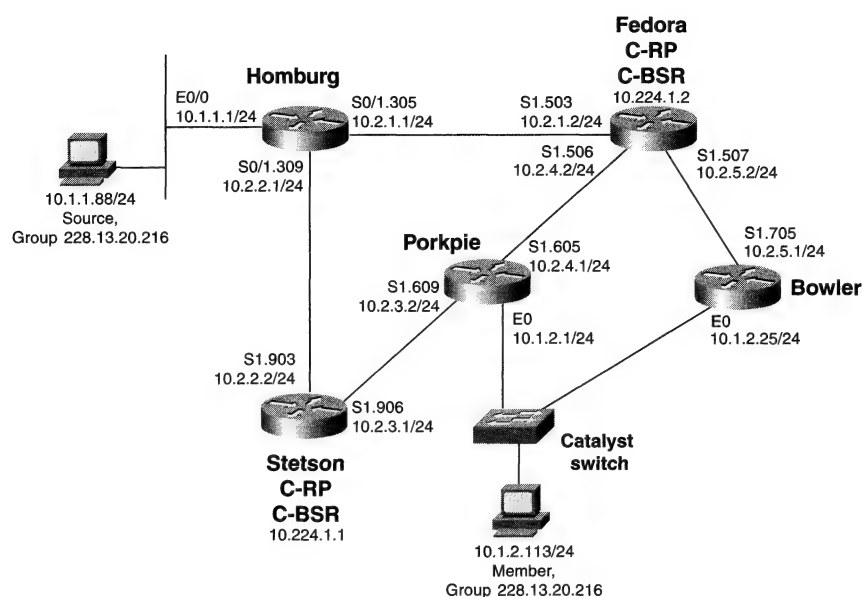 Fedora
C-RP
C-BSR
10.224.1.2
Homburg
E0/0
10.1.1.1/24
S0/1.305
10.2.1.1/24
S1.503
10.2.1.2/24
S1.506
10.2.4.2/24
S1.507
10.2.5.2/24
S0/1.309
10.2.2.1/24
10.1.1.88/24
Source,
Group 228.13.20.216
Porkpie
S1.605
10.2.4.1/24
S1.705
10.2.5.1/24
Bowler
S1.609
10.2.3.2/24
E0
10.1.2.1/24
E0
10.1.2.25/24
S1.903
10.2.2.2/24
S1.906
10.2.3.1/24
Stetson
C-RP
C-BSR
10.224.1.1
Catalyst
switch
10.1.2.113/24
Member,
Group 228.13.20.216